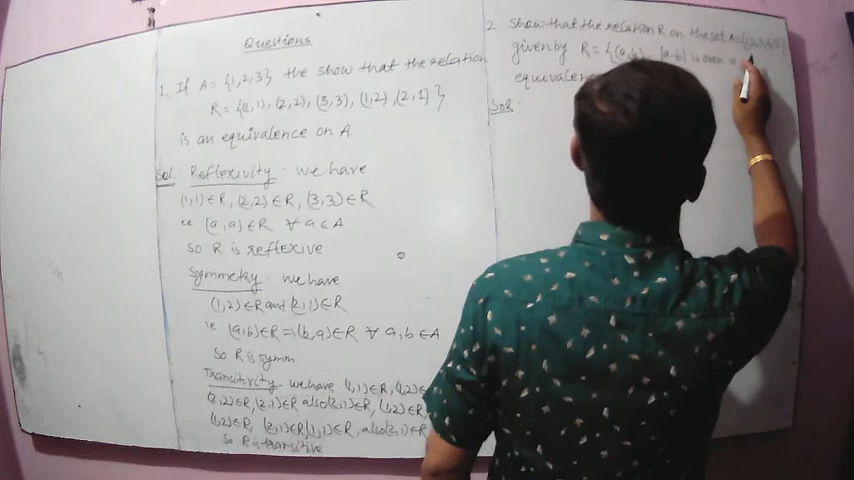 Questions
1. If A = {1,2,3} the show that the relation
R = {(1,1), (2,2), (3,3), (1,2), (2,1)}
is an equivalence on A
Sol. Reflexivity. we have
(1,1) ∈ R, (2,2) ∈ R, (3,3) ∈ R
ie (a,a) ∈ R ∀ a ∈ A
so R is reflexive
Symmetry. we have
(1,2) ∈ R and (2,1) ∈ R
ie (a,b) ∈ R ⇒ (b,a) ∈ R ∀ a,b ∈ A
So R is symm
Transitivity. we have (1,1) ∈ R, (1,2) ∈
(2,2) ∈ R, (2,1) ∈ R also (2,1) ∈ R, (1,2) ∈ R,
(1,2) ∈ R, (2,1) ∈ R, (1,1) ∈ R, also (2,1) ∈ R
So R is transitive
2. Show that the relation R on the set A = {1,2,3,4,5}
given by R = {(a,b): |a-b| is even
equivalence
Sol: